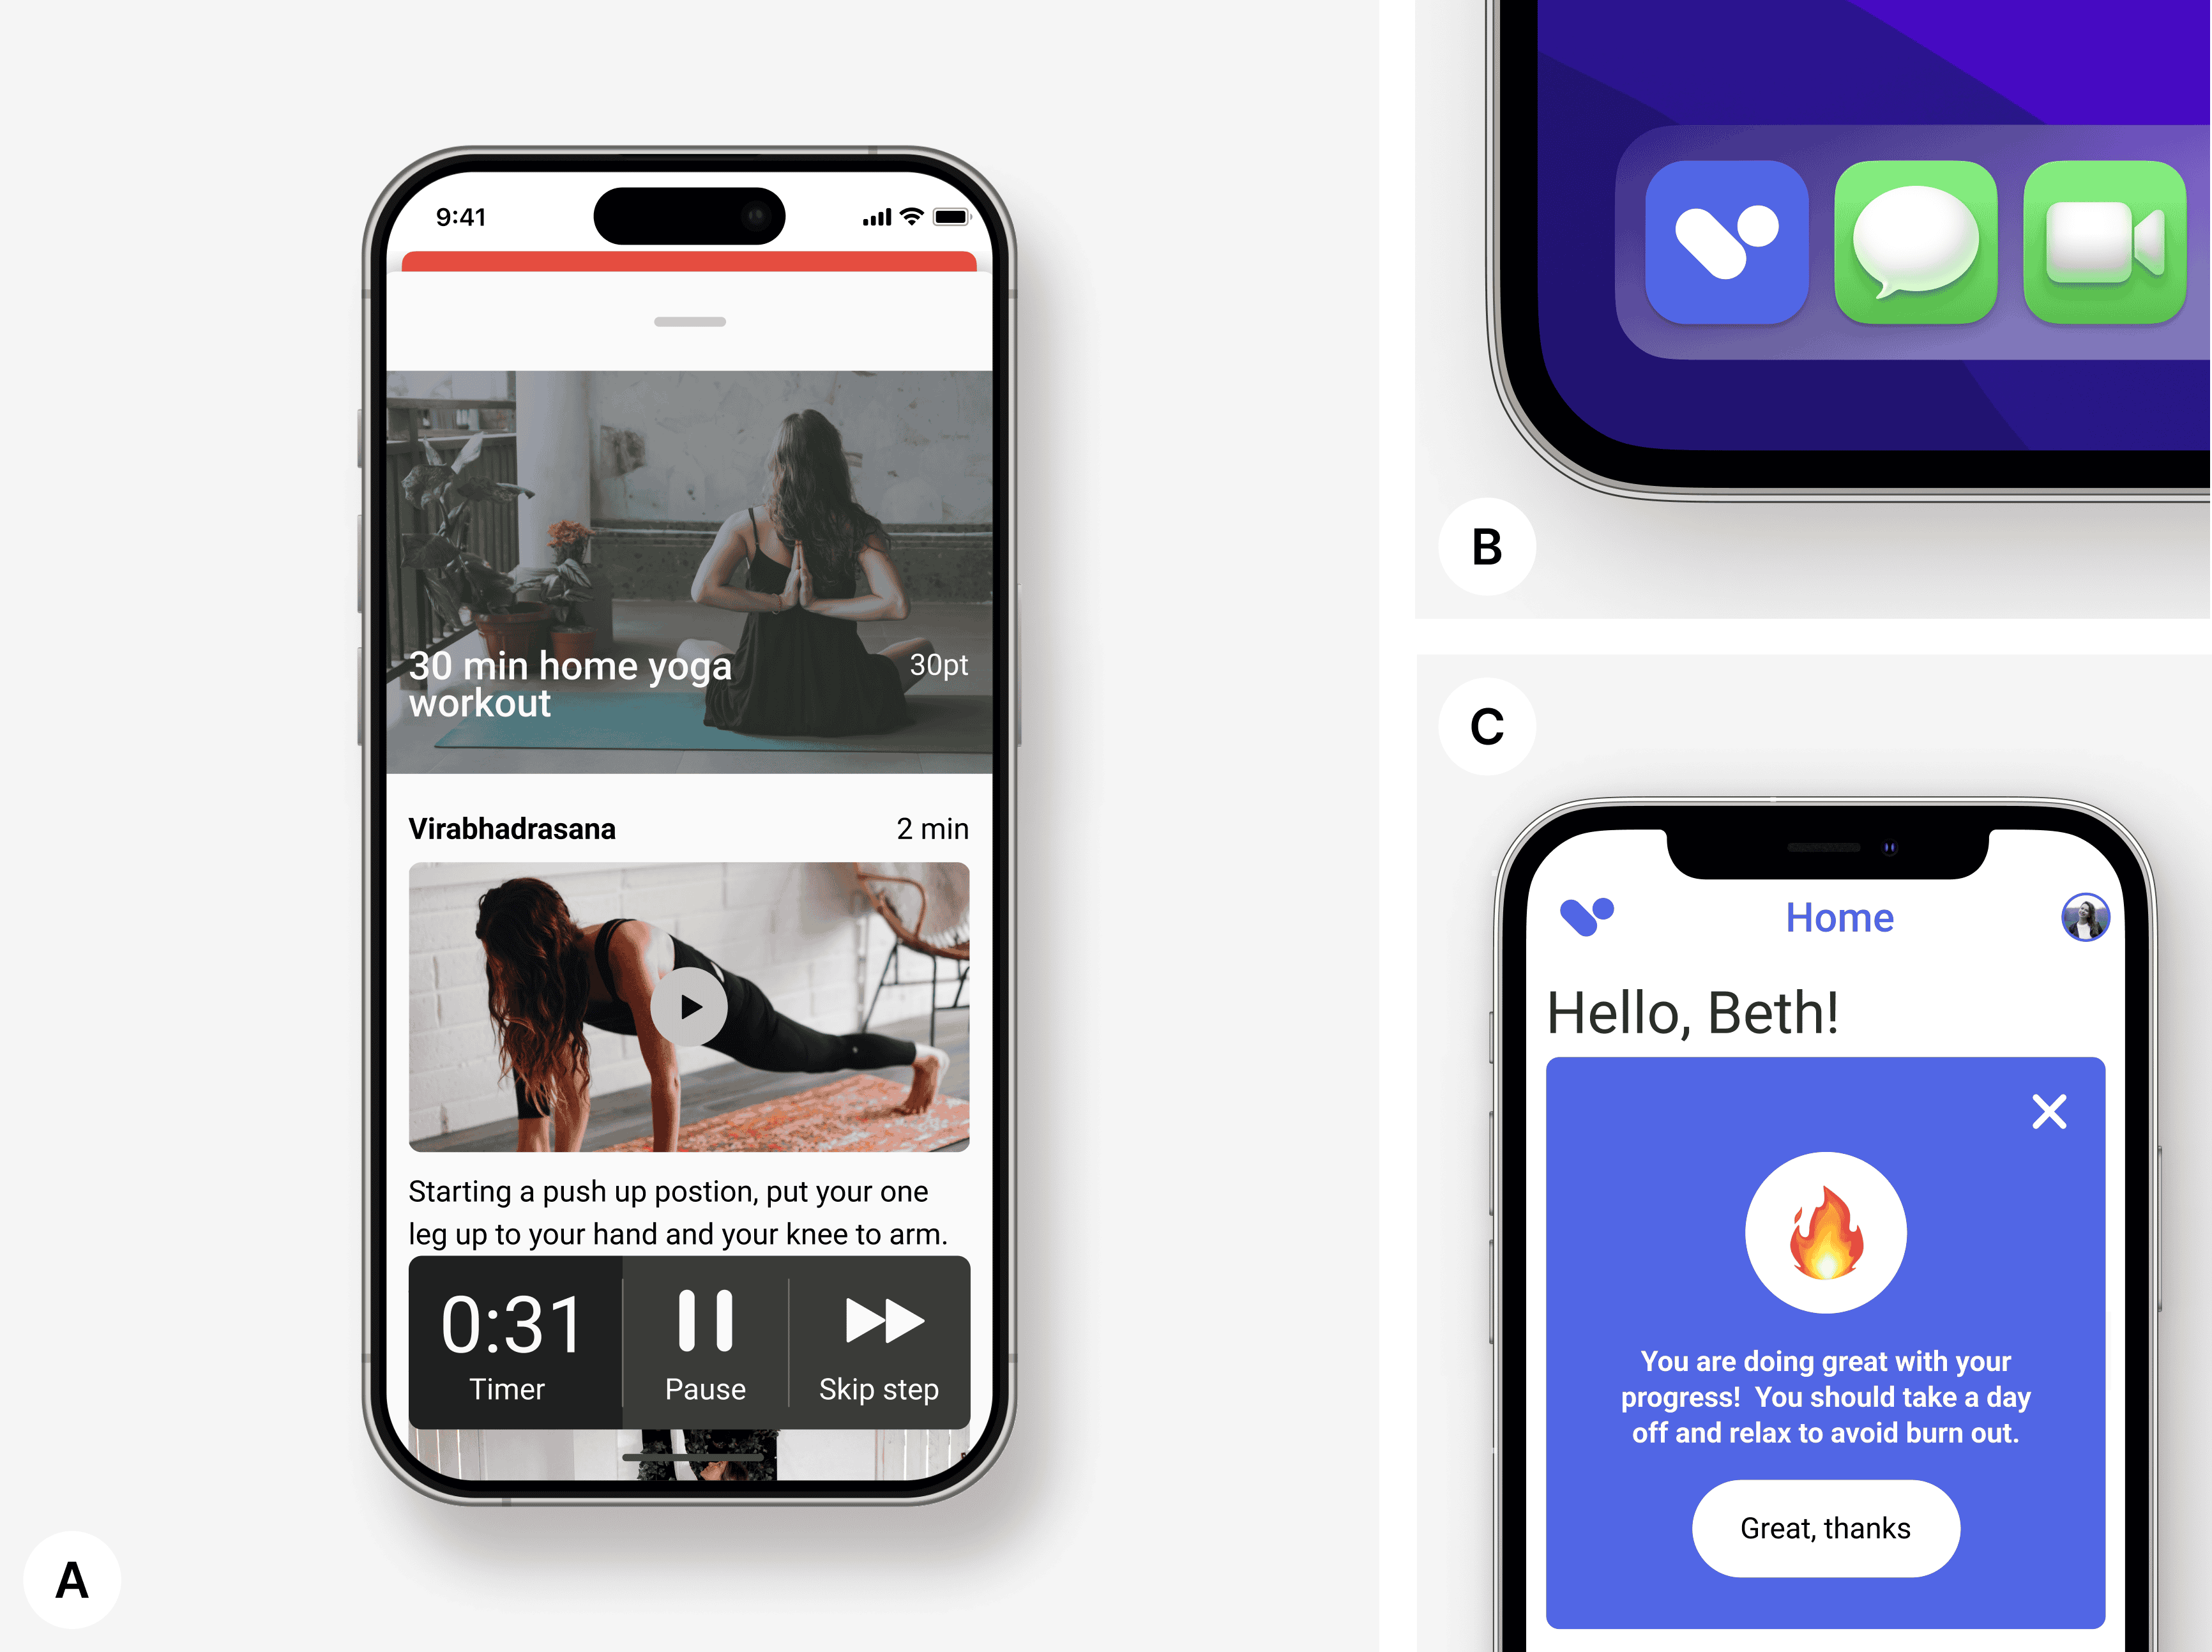 9:41
30 min home yoga
workout
30pt
Virabhadrasana
2 min
Starting a push up postion, put your one
leg up to your hand and your knee to arm.
0:31
Timer
Pause
Skip step
A
B
C
Home
Hello, Beth!
You are doing great with your
progress!  You should take a day
off and relax to avoid burn out.
Great, thanks